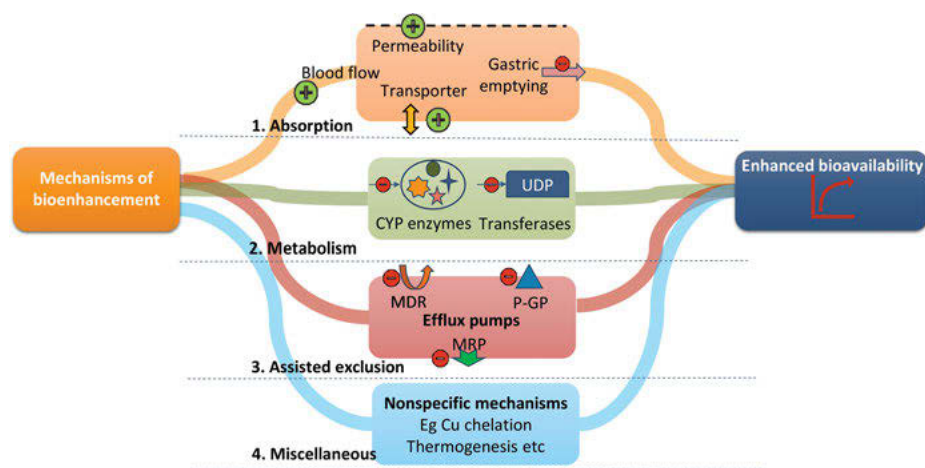 Mechanisms of
bioenhancement
Blood flow
Permeability
Transporter
Gastric
emptying
1. Absorption
CYP enzymes
UDP
Transferases
2. Metabolism
MDR
P-GP
Efflux pumps
MRP
3. Assisted exclusion
Nonspecific mechanisms
Eg Cu chelation
Thermogenesis etc
4. Miscellaneous
Enhanced bioavailability